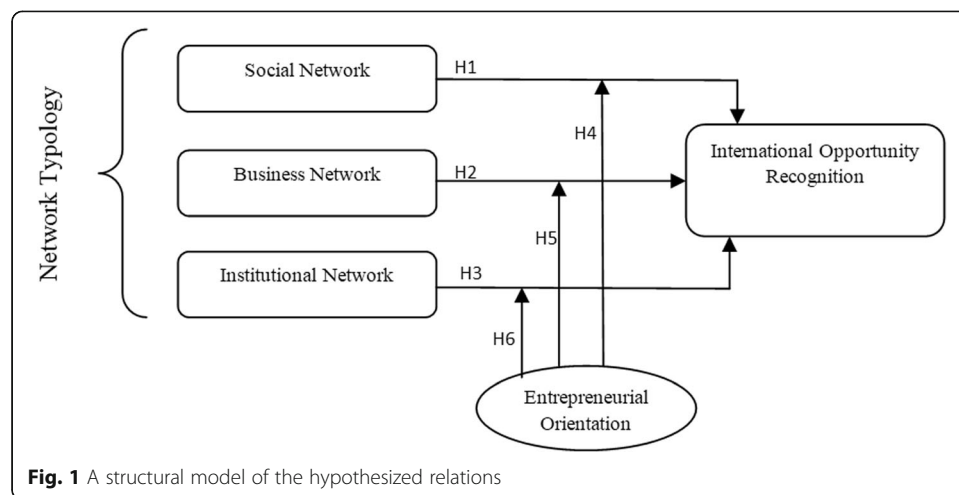 Network Typology
Social Network
H1
H4
International Opportunity
Recognition
Business Network
H2
H5
Institutional Network
H3
H6
Entrepreneurial
Orientation
Fig. 1 A structural model of the hypothesized relations